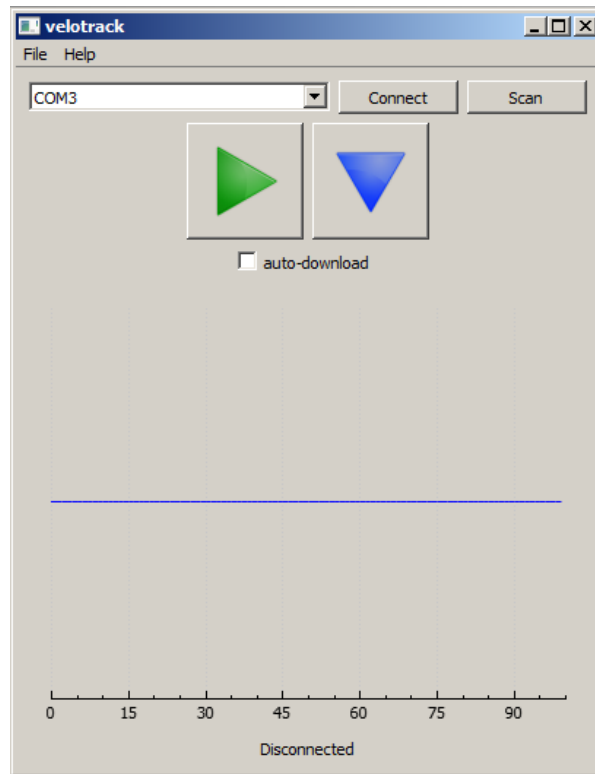 velotrack
File Help
COM3 Connect Scan
auto-download
0 15 30 45 60 75 90
Disconnected